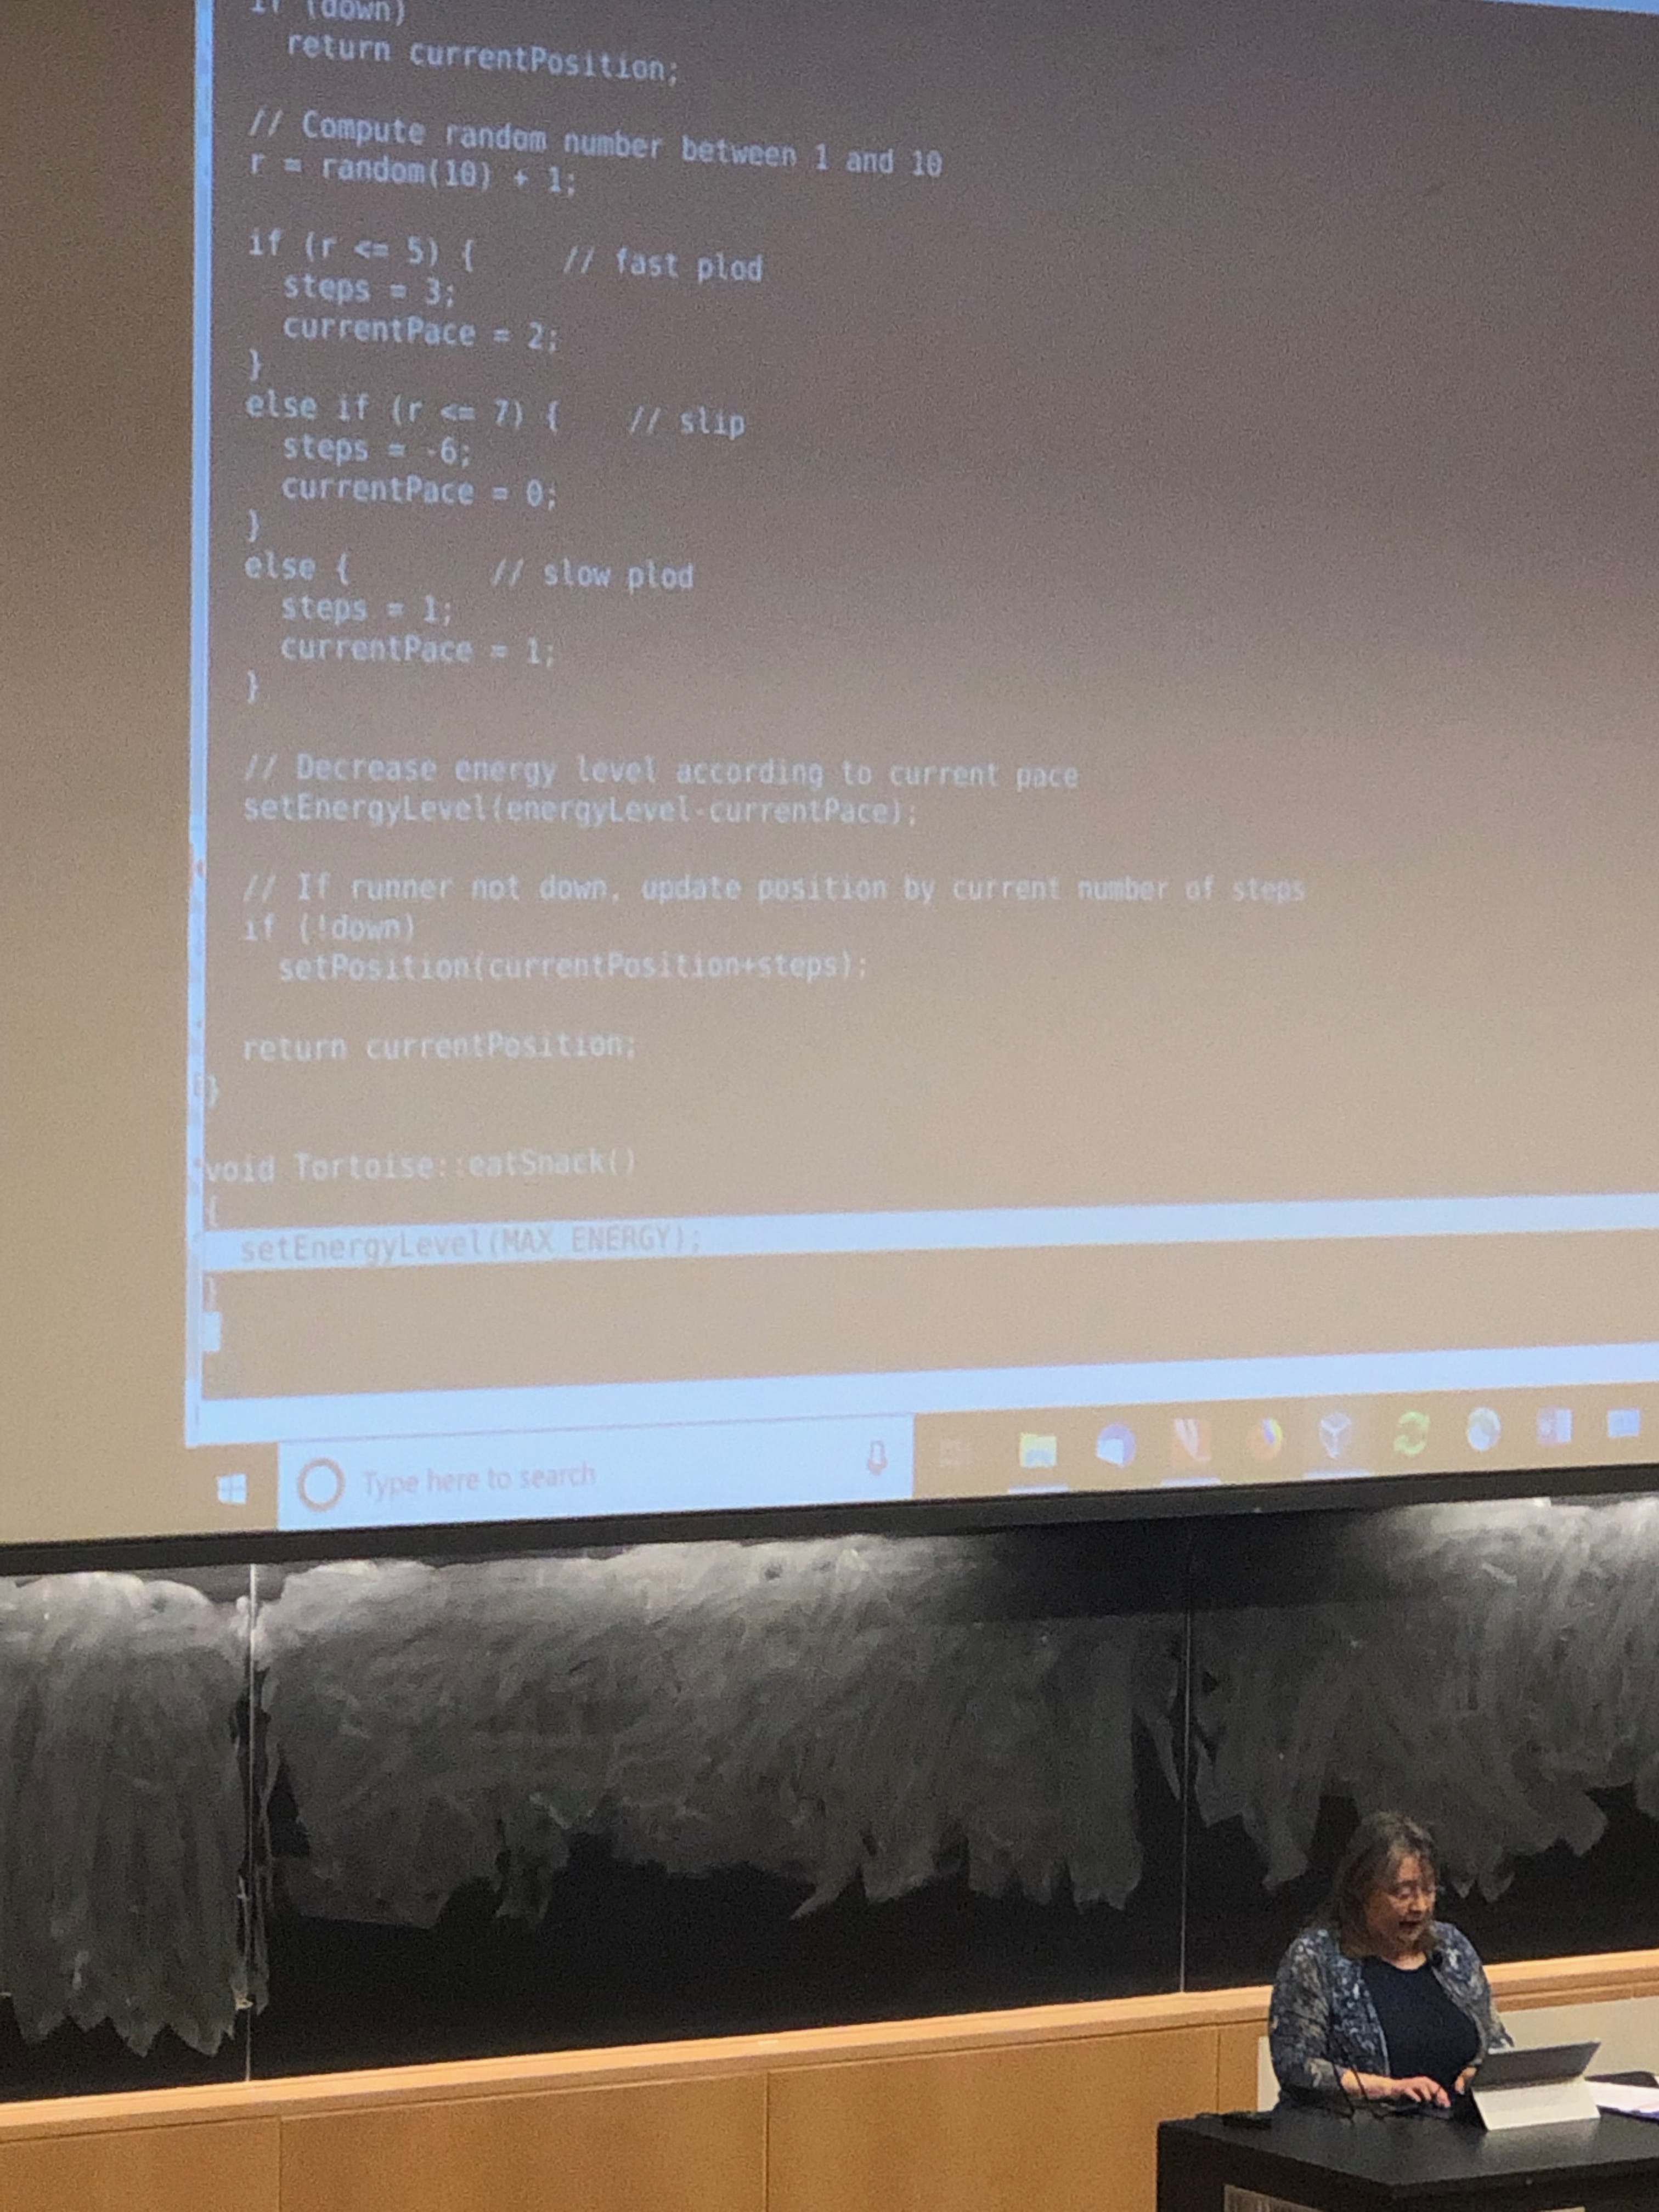 if (down)
return currentPosition;
// Compute random number between 1 and 10
r = random(10) + 1;
if (r <= 5) { // fast plod
steps = 3;
currentPace = 2;
}
else if (r <= 7) { // slip
steps = -6;
currentPace = 0;
}
else { // slow plod
steps = 1;
currentPace = 1;
}
// Decrease energy level according to current pace
setEnergyLevel(energyLevel-currentPace);
// If runner not down, update position by current number of steps
if (!down)
setPosition(currentPosition+steps);
return currentPosition;
}
void Tortoise::eatSnack()
{
setEnergyLevel(MAX_ENERGY);
}
Type here to search